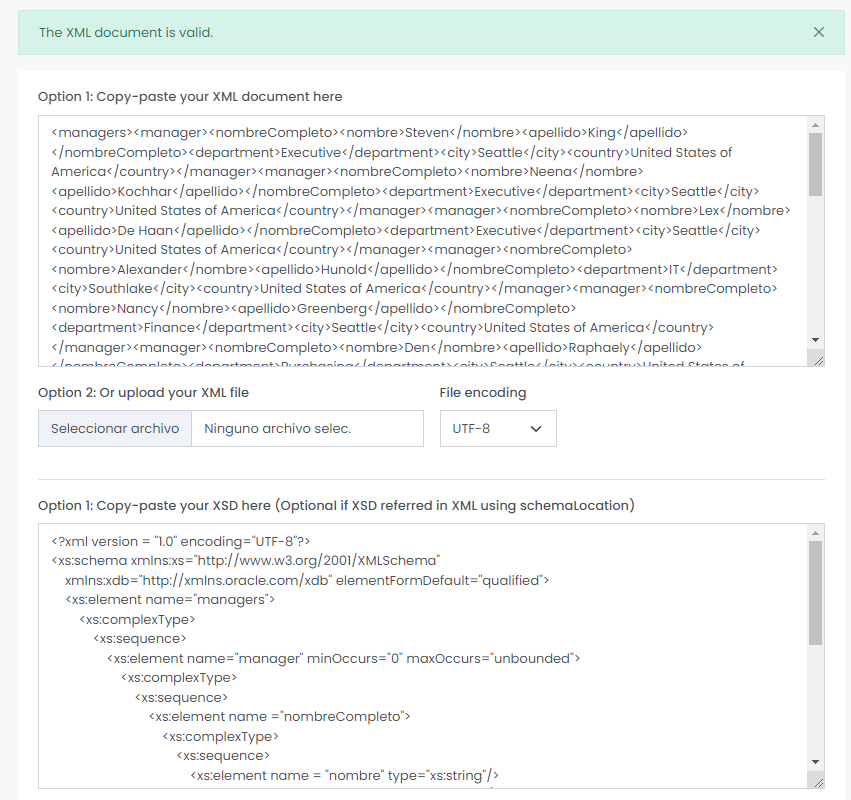 The XML document is valid.
Option 1: Copy-paste your XML document here
<managers><manager><nombreCompleto><nombre>Steven</nombre><apellido>King</apellido>
</nombreCompleto><department>Executive</department><city>Seattle</city><country>United States of
America</country></manager><manager><nombreCompleto><nombre>Neena</nombre>
<apellido>Kochhar</apellido></nombreCompleto><department>Executive</department><city>Seattle</city>
<country>United States of America</country></manager><manager><nombreCompleto><nombre>Lex</nombre>
<apellido>De Haan</apellido></nombreCompleto><department>Executive</department><city>Seattle</city>
<country>United States of America</country></manager><manager><nombreCompleto>
<nombre>Alexander</nombre><apellido>Hunold</apellido></nombreCompleto><department>IT</department>
<city>Southlake</city><country>United States of America</country></manager><manager><nombreCompleto>
<nombre>Nancy</nombre><apellido>Greenberg</apellido></nombreCompleto>
<department>Finance</department><city>Seattle</city><country>United States of America</country>
</manager><manager><nombreCompleto><nombre>Den</nombre><apellido>Raphaely</apellido>
</nombreCompleto><department>Purchasing</department><city>Seattle</city><country>United States of
Option 2: Or upload your XML file
File encoding
Seleccionar archivo
Ninguno archivo selec.
UTF-8
Option 1: Copy-paste your XSD here (Optional if XSD referred in XML using schemaLocation)
<?xml version = "1.0" encoding="UTF-8"?>
<xs:schema xmlns:xs="http://www.w3.org/2001/XMLSchema"
xmlns:xdb="http://xmlns.oracle.com/xdb" elementFormDefault="qualified">
<xs:element name="managers">
<xs:complexType>
<xs:sequence>
<xs:element name="manager" minOccurs="0" maxOccurs="unbounded">
<xs:complexType>
<xs:sequence>
<xs:element name ="nombreCompleto">
<xs:complexType>
<xs:sequence>
<xs:element name = "nombre" type="xs:string"/>